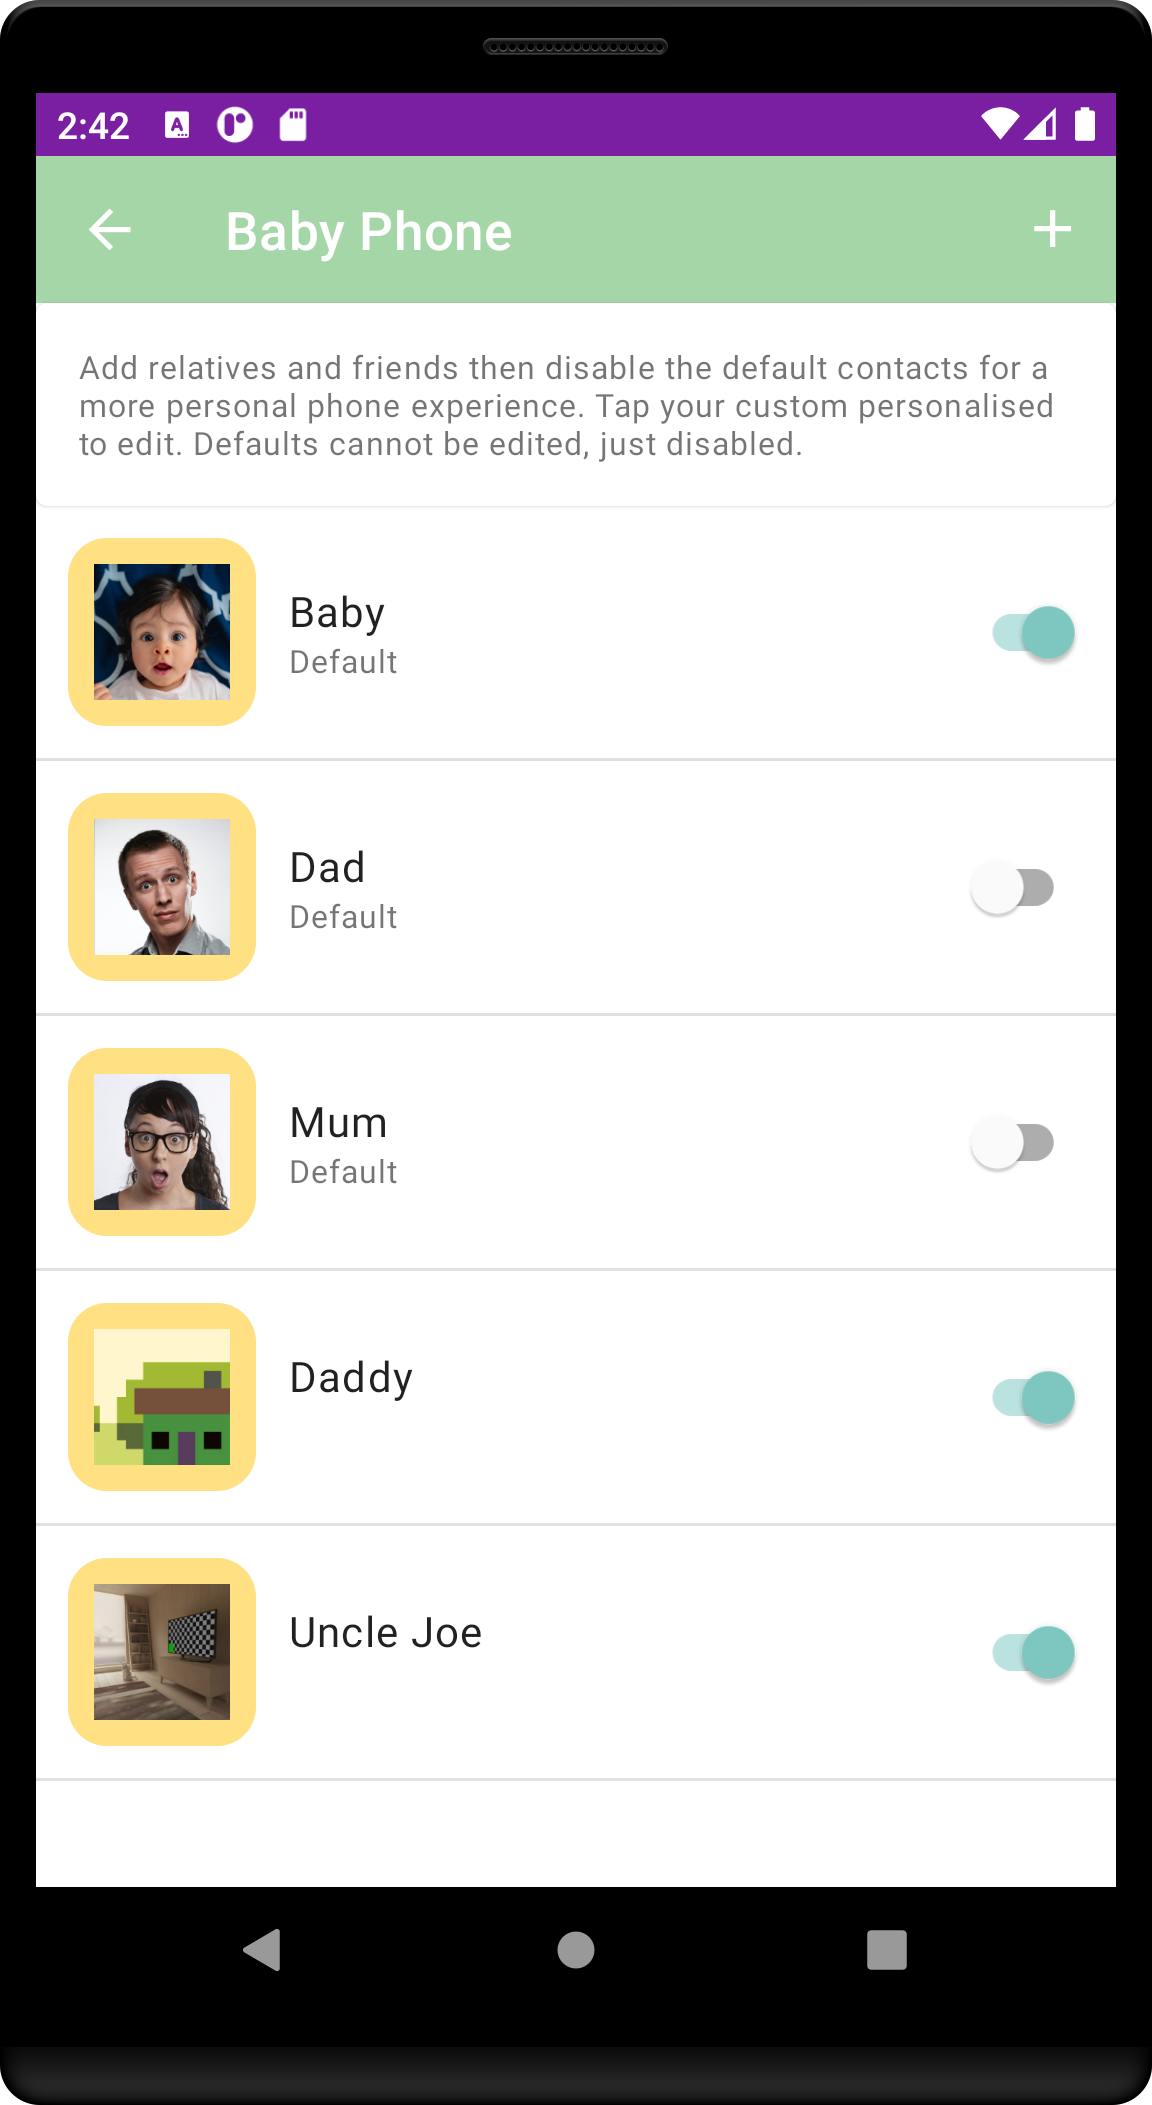 2:42
Baby Phone
Add relatives and friends then disable the default contacts for a
more personal phone experience. Tap your custom personalised
to edit. Defaults cannot be edited, just disabled.
Baby
Default
Dad
Default
Mum
Default
Daddy
Uncle Joe